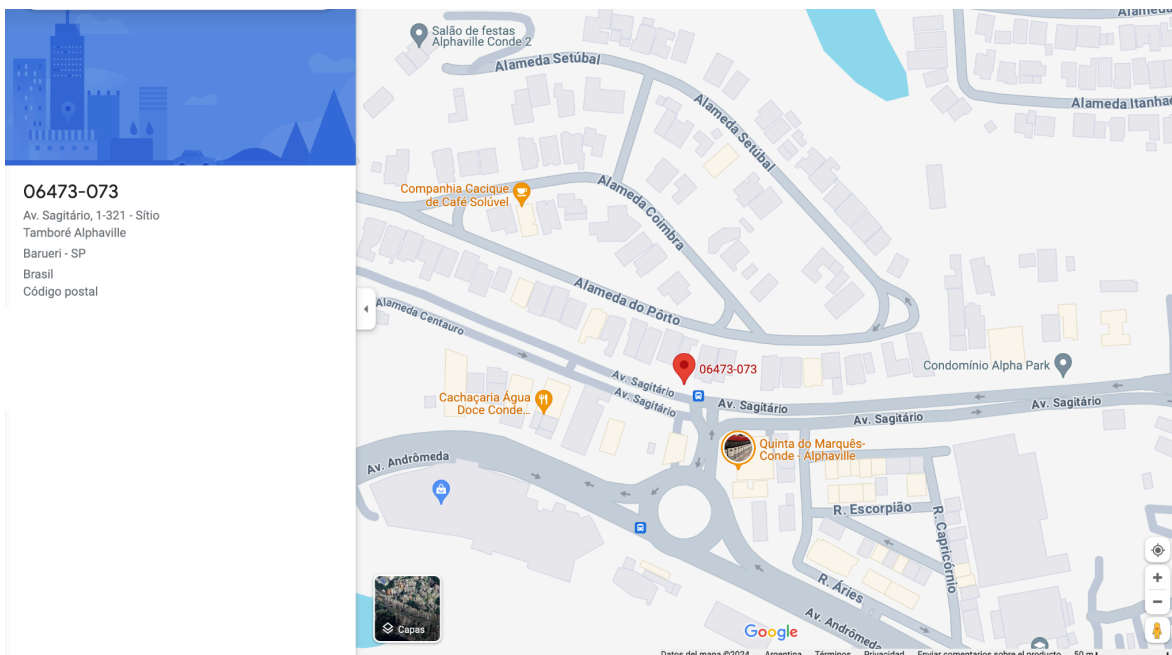 06473-073
Av. Sagitário, 1-321 - Sítio
Tamboré Alphaville
Barueri - SP
Brasil
Código postal
Salão de festas
Alphaville Conde 2
Alameda Setúbal
Alameda Itanhaé
Alameda Setúbal
Companhia Cacique
de Café Solúvel
Alameda Coimbra
Alameda do Pôrto
Alameda Centauro
06473-073
Condomínio Alpha Park
Av. Sagitário
Av. Sagitário
Av. Sagitário
Av. Sagitário
Av. Sagitário
Cachaçaria Água
Doce Conde...
Quinta do Marquês-
Conde - Alphaville
Av. Andrômeda
R. Escorpião
R. Capricórnio
R. Áries
Av. Andrômeda
Capas
Google
Datos del mapa ©2024 Argentina Términos Privacidad Enviar comentarios sobre el producto 50 m